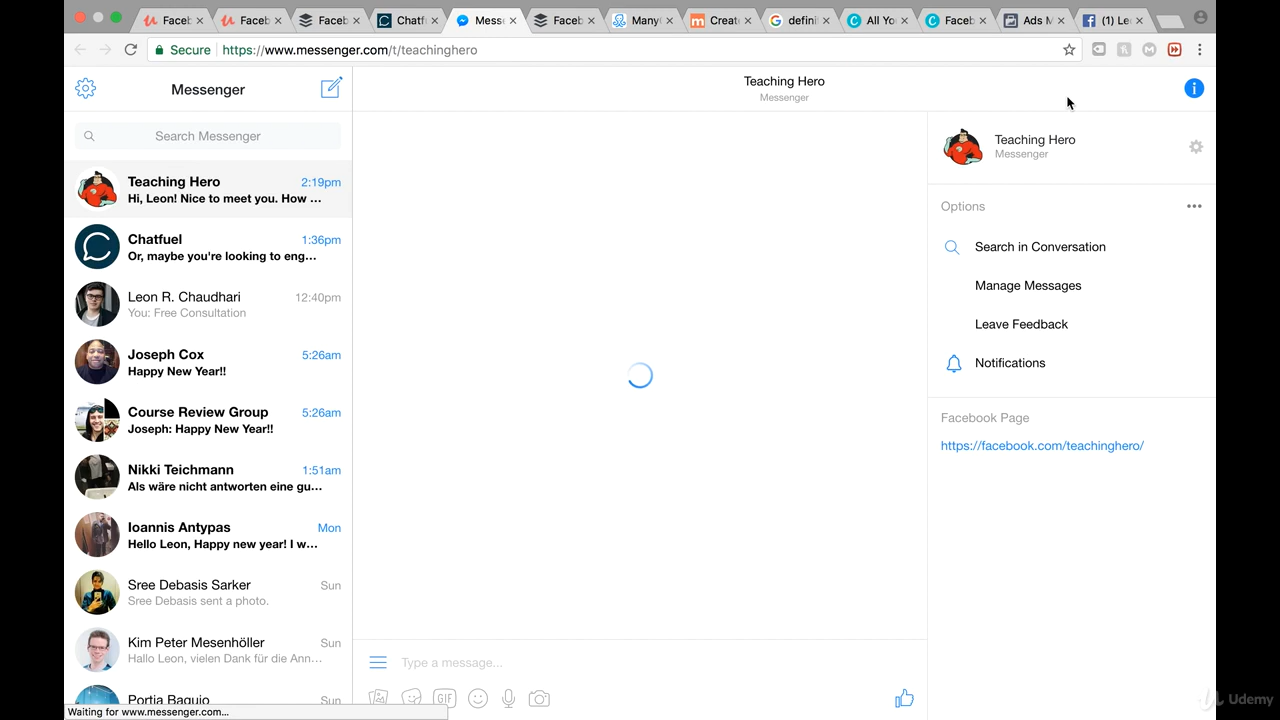 Faceb
Faceb
Faceb
Chatf
Mess
Faceb
Many
Creat
defini
All Yo
Faceb
Ads M
(1) Le
Secure
https://www.messenger.com/t/teachinghero
Messenger
Search Messenger
Teaching Hero 2:19pm
Hi, Leon! Nice to meet you. How ...
Chatfuel 1:36pm
Or, maybe you're looking to eng...
Leon R. Chaudhari 12:40pm
You: Free Consultation
Joseph Cox 5:26am
Happy New Year!!
Course Review Group 5:26am
Joseph: Happy New Year!!
Nikki Teichmann 1:51am
Als wäre nicht antworten eine gu...
Ioannis Antypas Mon
Hello Leon, Happy new year! I w...
Sree Debasis Sarker Sun
Sree Debasis sent a photo.
Kim Peter Mesenhöller Sun
Hallo Leon, vielen Dank für die Ann...
Portia Baquio Sun
Waiting for www.messenger.com...
Teaching Hero
Messenger
Type a message...
GIF
Teaching Hero
Messenger
Options
Search in Conversation
Manage Messages
Leave Feedback
Notifications
Facebook Page
https://facebook.com/teachinghero/
Udemy